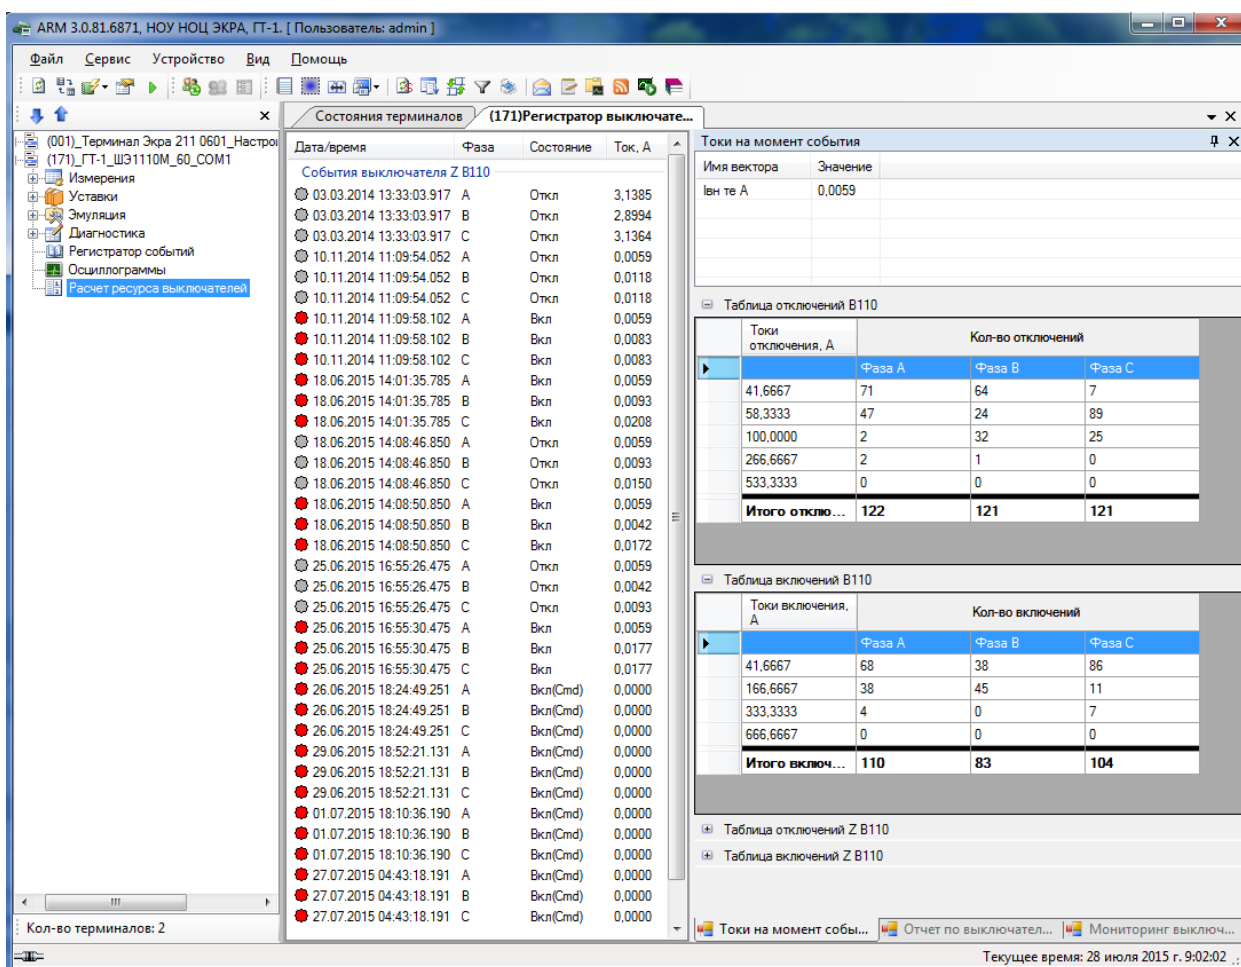 ARM 3.0.81.6871, НОУ НОЦ ЭКРА, ГТ-1. [ Пользователь: admin ]
Файл Сервис Устройство Вид Помощь
Состояния терминалов (171)Регистратор выключате...
(001)_Терминал Экра 211 0601_Настрои
(171)_ГТ-1_ШЭ1110М_60_COM1
Измерения
Уставки
Эмуляция
Диагностика
Регистратор событий
Осциллограммы
Расчет ресурса выключателей
Кол-во терминалов: 2
Дата/время Фаза Состояние Ток, А
События выключателя Z В110
03.03.2014 13:33:03.917 A Откл 3,1385
03.03.2014 13:33:03.917 B Откл 2,8994
03.03.2014 13:33:03.917 C Откл 3,1364
10.11.2014 11:09:54.052 A Откл 0,0059
10.11.2014 11:09:54.052 B Откл 0,0118
10.11.2014 11:09:54.052 C Откл 0,0118
10.11.2014 11:09:58.102 A Вкл 0,0059
10.11.2014 11:09:58.102 B Вкл 0,0083
10.11.2014 11:09:58.102 C Вкл 0,0083
18.06.2015 14:01:35.785 A Вкл 0,0059
18.06.2015 14:01:35.785 B Вкл 0,0093
18.06.2015 14:01:35.785 C Вкл 0,0208
18.06.2015 14:08:46.850 A Откл 0,0059
18.06.2015 14:08:46.850 B Откл 0,0093
18.06.2015 14:08:46.850 C Откл 0,0150
18.06.2015 14:08:50.850 A Вкл 0,0059
18.06.2015 14:08:50.850 B Вкл 0,0042
18.06.2015 14:08:50.850 C Вкл 0,0172
25.06.2015 16:55:26.475 A Откл 0,0059
25.06.2015 16:55:26.475 B Откл 0,0042
25.06.2015 16:55:26.475 C Откл 0,0093
25.06.2015 16:55:30.475 A Вкл 0,0059
25.06.2015 16:55:30.475 B Вкл 0,0177
25.06.2015 16:55:30.475 C Вкл 0,0177
26.06.2015 18:24:49.251 A Вкл(Cmd) 0,0000
26.06.2015 18:24:49.251 B Вкл(Cmd) 0,0000
26.06.2015 18:24:49.251 C Вкл(Cmd) 0,0000
29.06.2015 18:52:21.131 A Вкл(Cmd) 0,0000
29.06.2015 18:52:21.131 B Вкл(Cmd) 0,0000
29.06.2015 18:52:21.131 C Вкл(Cmd) 0,0000
01.07.2015 18:10:36.190 A Вкл(Cmd) 0,0000
01.07.2015 18:10:36.190 B Вкл(Cmd) 0,0000
01.07.2015 18:10:36.190 C Вкл(Cmd) 0,0000
27.07.2015 04:43:18.191 A Вкл(Cmd) 0,0000
27.07.2015 04:43:18.191 B Вкл(Cmd) 0,0000
27.07.2015 04:43:18.191 C Вкл(Cmd) 0,0000
Токи на момент события
Имя вектора Значение
Iвн те А 0,0059
Таблица отключений В110
Токи отключения, А Кол-во отключений
Фаза А Фаза В Фаза С
41,6667 71 64 7
58,3333 47 24 89
100,0000 2 32 25
266,6667 2 1 0
533,3333 0 0 0
Итого отклю... 122 121 121
Таблица включений В110
Токи включения, А Кол-во включений
Фаза А Фаза В Фаза С
41,6667 68 38 86
166,6667 38 45 11
333,3333 4 0 7
666,6667 0 0 0
Итого включ... 110 83 104
Таблица отключений Z В110
Таблица включений Z В110
Токи на момент собы... Отчет по выключател... Мониторинг выключ...
Текущее время: 28 июля 2015 г. 9:02:02